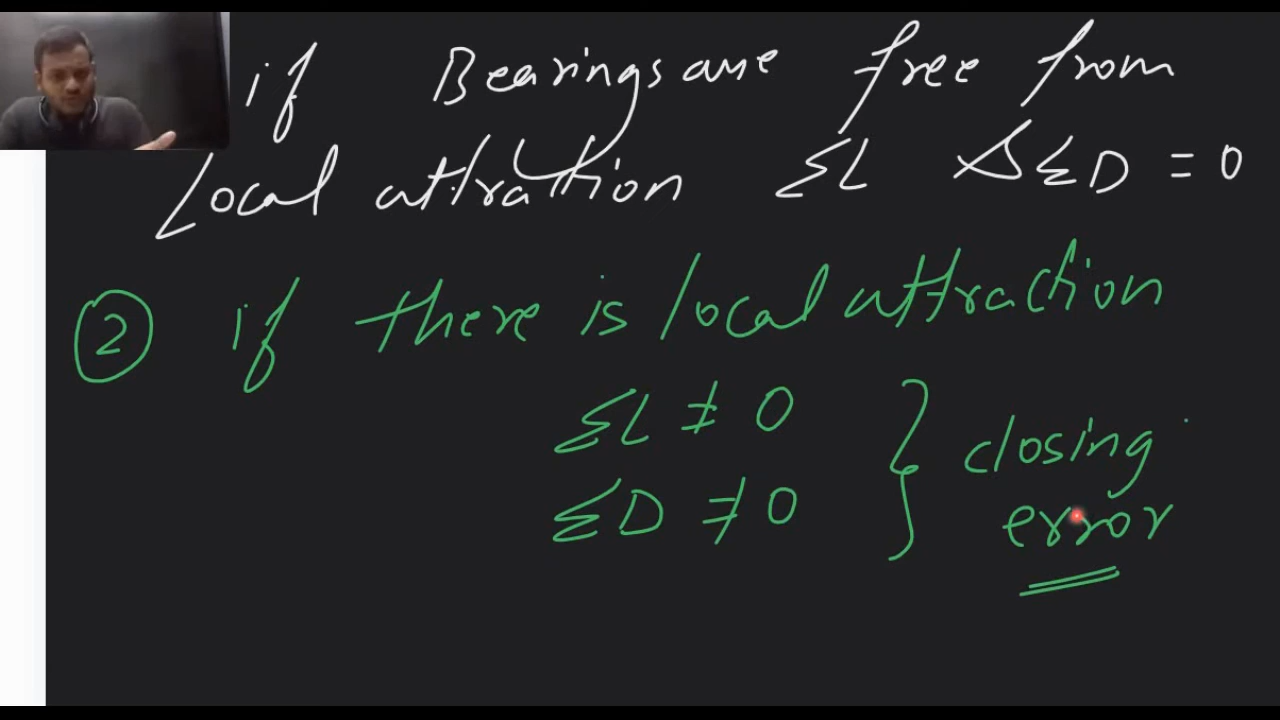 if Bearings are free from
Local attraction ΣL & ΣD = 0
② if there is local attraction
ΣL ≠ 0
ΣD ≠ 0
closing
error